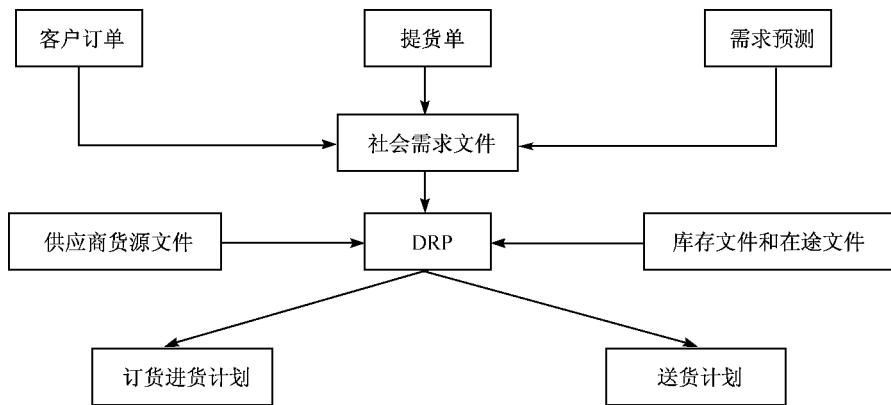 客户订单
提货单
需求预测
社会需求文件
供应商货源文件
DRP
库存文件和在途文件
订货进货计划
送货计划